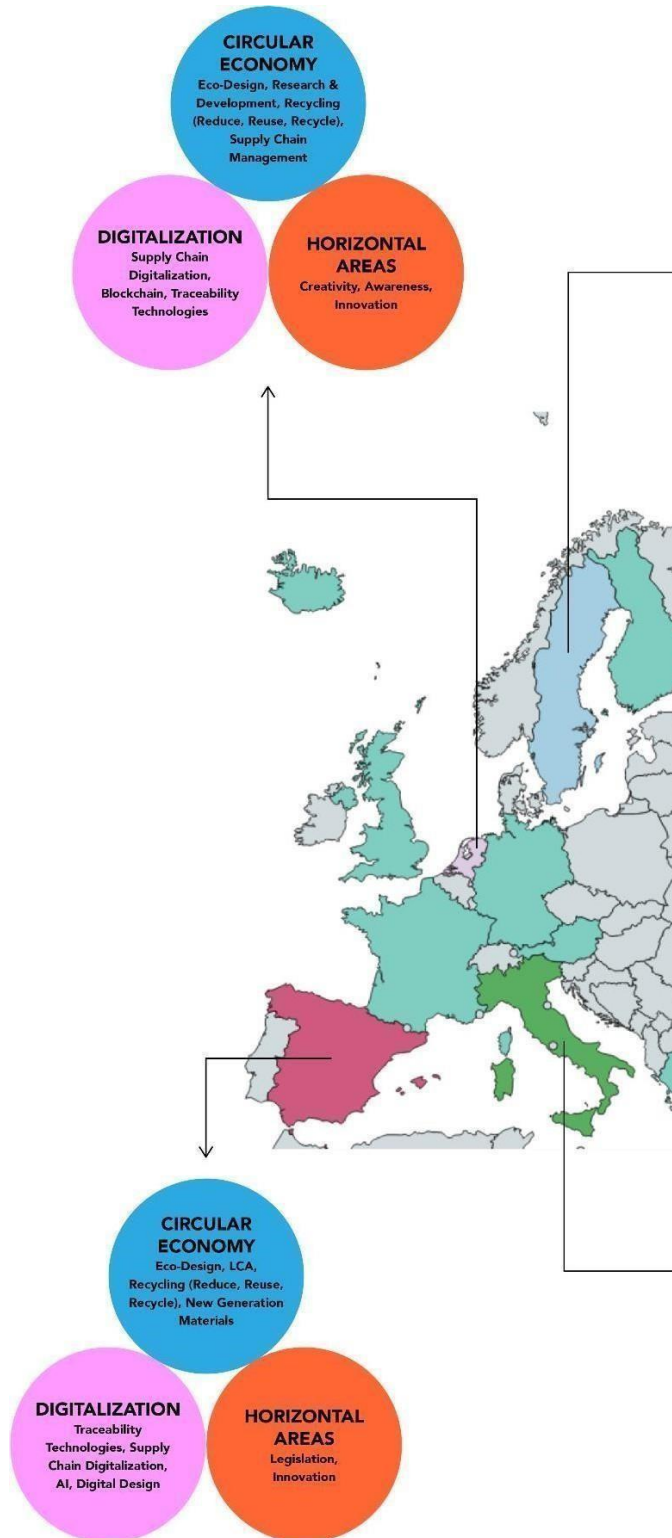 CIRCULAR
ECONOMY
Eco-Design, Research &
Development, Recycling
(Reduce, Reuse, Recycle),
Supply Chain
Management
DIGITALIZATION
Supply Chain
Digitalization,
Blockchain, Traceability
Technologies
HORIZONTAL
AREAS
Creativity, Awareness,
Innovation
CIRCULAR
ECONOMY
Eco-Design, LCA,
Recycling (Reduce, Reuse,
Recycle), New Generation
Materials
DIGITALIZATION
Traceability
Technologies, Supply
Chain Digitalization,
AI, Digital Design
HORIZONTAL
AREAS
Legislation,
Innovation